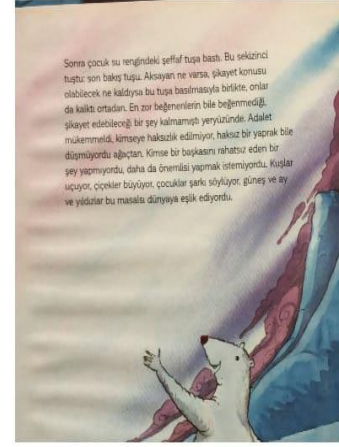 Sonra çocuk su rengindeki şeffaf tuşa bastı. Bu sekizinci
tuştu: son bakış tuşu. Aksayan ne varsa, şikayet konusu
olabilecek ne kaldıysa bu tuşa basılmasıyla birlikte, onlar
da kalktı ortadan. En zor beğenenlerin bile beğenmediği,
şikayet edebileceği bir şey kalmamıştı yeryüzünde. Adalet
mükemmeldi, kimseye haksızlık edilmiyor, haksız bir yaprak bile
düşmüyordu ağaçtan. Kimse bir başkasını rahatsız eden bir
şey yapmıyordu, daha da önemlisi yapmak istemiyordu. Kuşlar
uçuyor, çiçekler büyüyor, çocuklar şarkı söylüyor, güneş ve ay
ve yıldızlar bu masalsı dünyaya eşlik ediyordu.